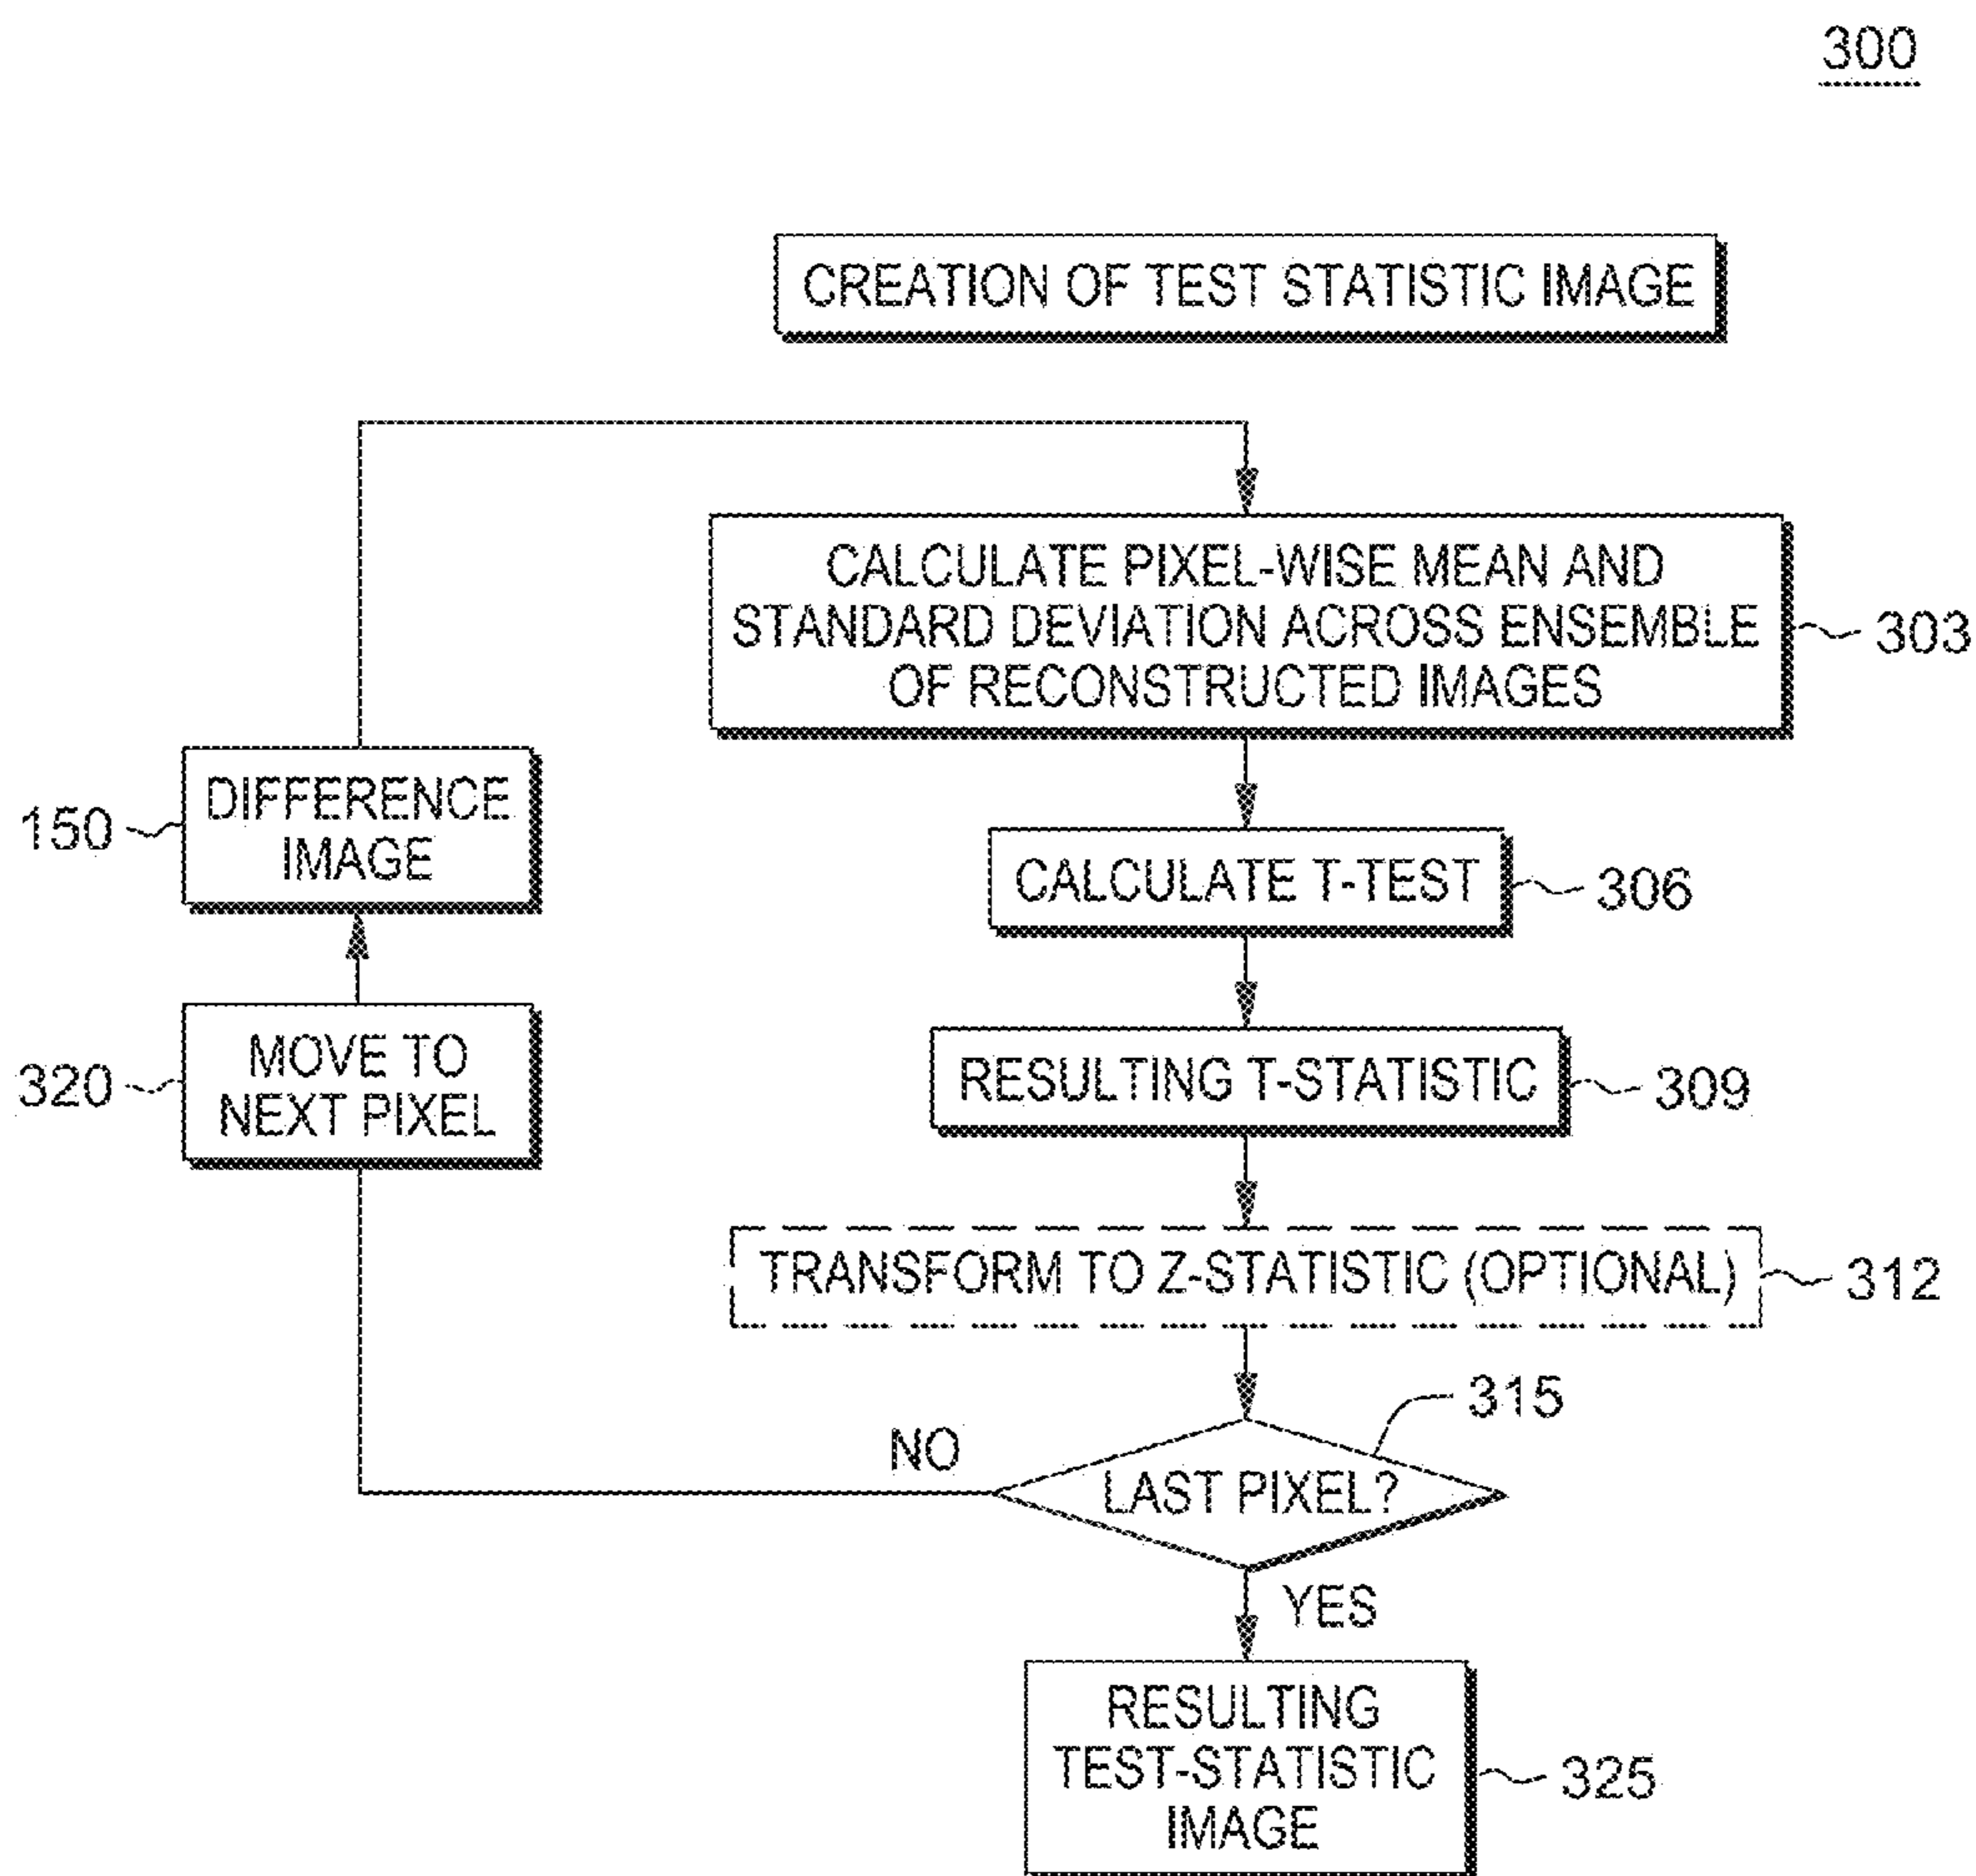 300
CREATION OF TEST STATISTIC IMAGE
CALCULATE PIXEL-WISE MEAN AND
STANDARD DEVIATION ACROSS ENSEMBLE
OF RECONSTRUCTED IMAGES
303
DIFFERENCE
IMAGE
150
CALCULATE T-TEST
306
MOVE TO
NEXT PIXEL
320
RESULTING T-STATISTIC
309
TRANSFORM TO Z-STATISTIC (OPTIONAL)
312
315
NO
LAST PIXEL?
YES
RESULTING
TEST-STATISTIC
IMAGE
325